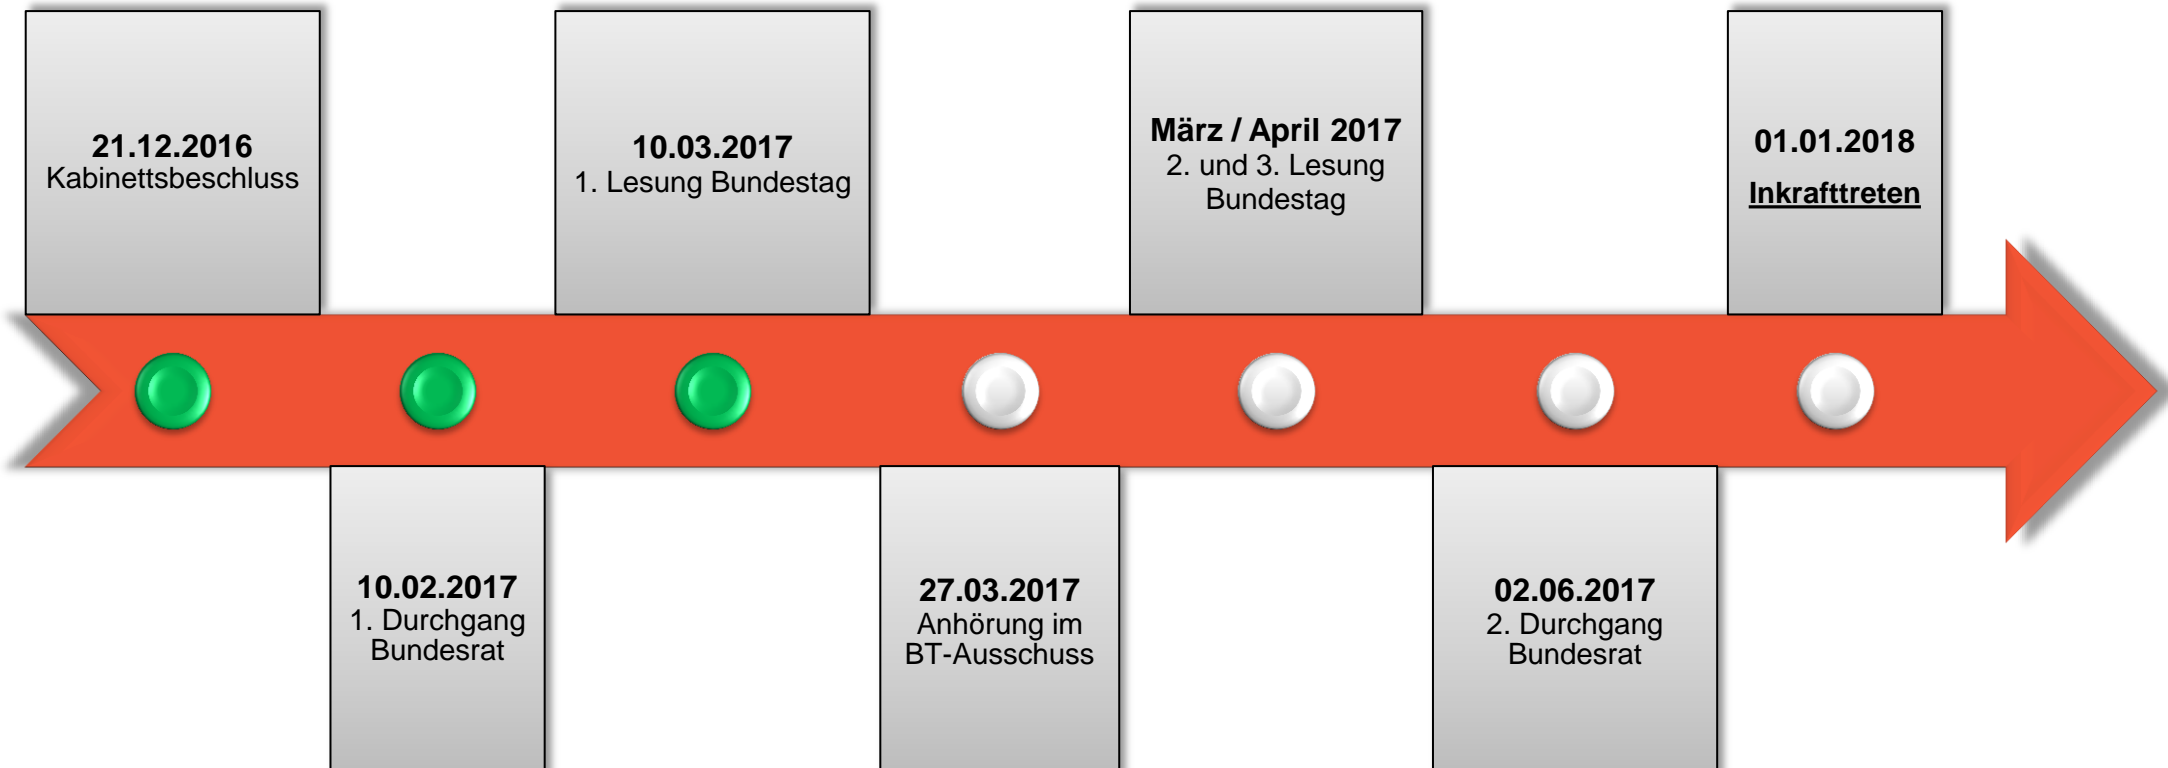 21.12.2016
Kabinettsbeschluss
10.02.2017
1. Durchgang
Bundesrat
10.03.2017
1. Lesung Bundestag
27.03.2017
Anhörung im
BT-Ausschuss
März / April 2017
2. und 3. Lesung
Bundestag
02.06.2017
2. Durchgang
Bundesrat
01.01.2018
Inkrafttreten